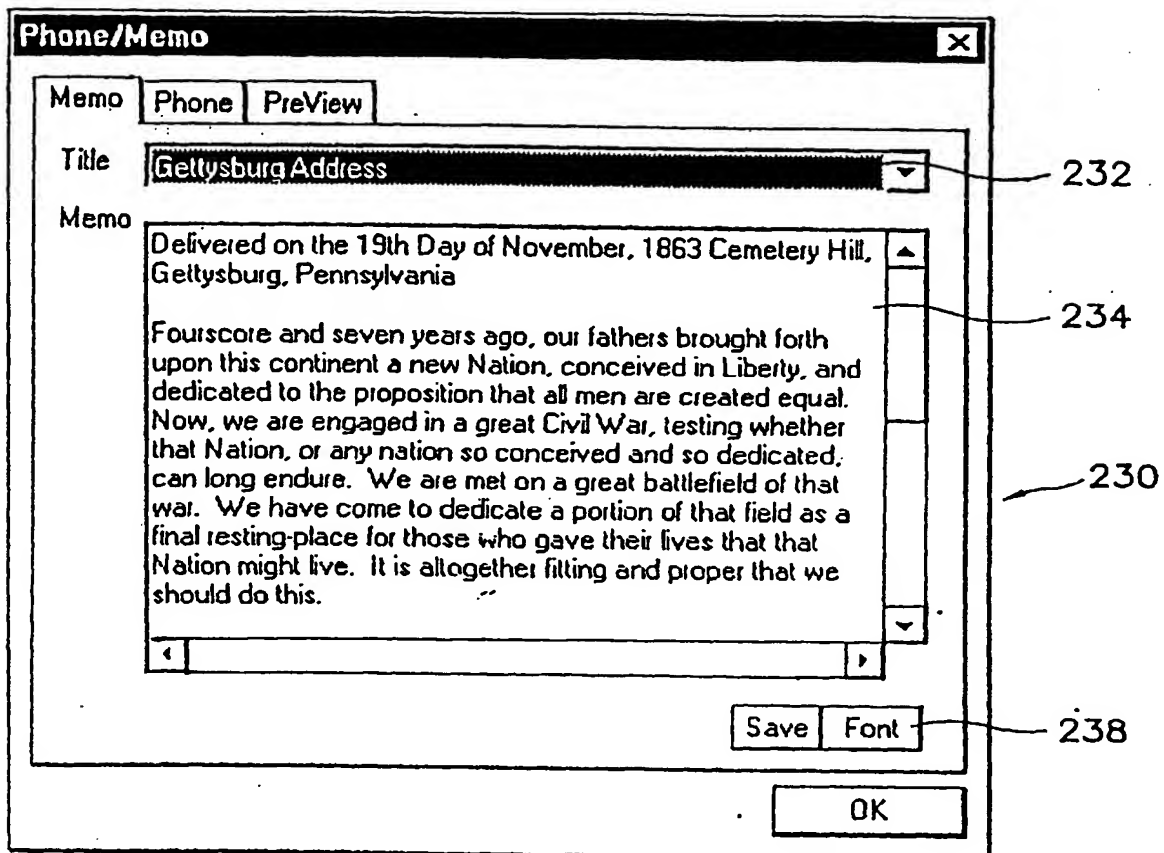 Phone/Memo
Memo Phone PreView
Title Gettysburg Address 232
Memo
Delivered on the 19th Day of November, 1863 Cemetery Hill,
Gettysburg, Pennsylvania
234
Fourscore and seven years ago, our fathers brought forth
upon this continent a new Nation, conceived in Liberty, and
dedicated to the proposition that all men are created equal.
Now, we are engaged in a great Civil War, testing whether
that Nation, or any nation so conceived and so dedicated,
can long endure. We are met on a great battlefield of that
230
war. We have come to dedicate a portion of that field as a
final resting-place for those who gave their lives that that
Nation might live. It is altogether fitting and proper that we
should do this.
Save Font 238
OK